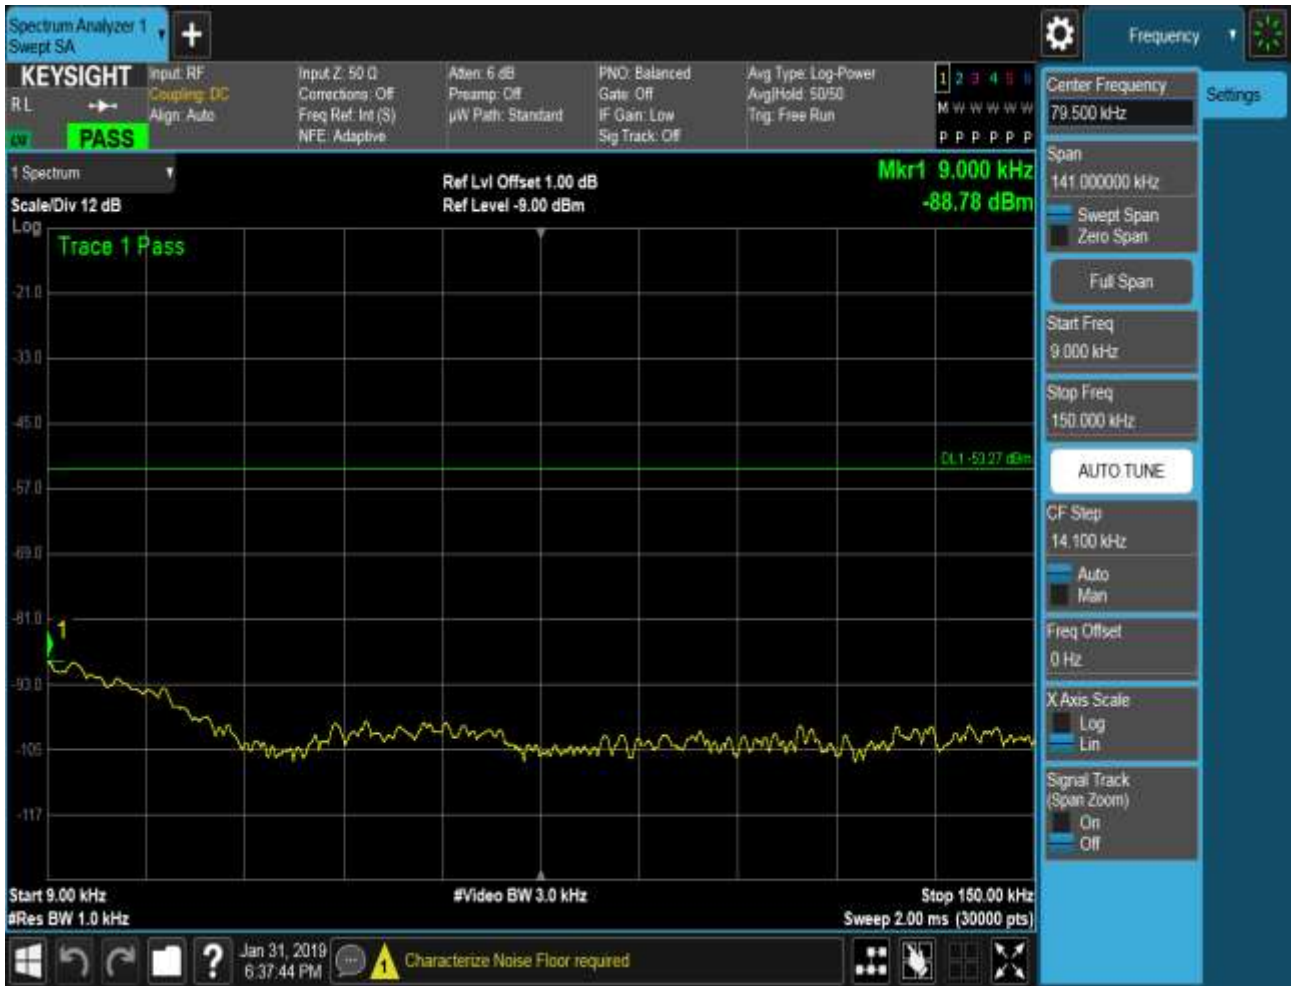 Spectrum Analyzer 1
Swept SA
+
Frequency
KEYSIGHT
RL
PASS
Input: RF
Coupling: DC
Align: Auto
Input Z: 50 Ω
Corrections: Off
Freq Ref: Int (S)
NFE: Adaptive
Atten: 6 dB
Preamp: Off
µW Path: Standard
PNO: Balanced
Gate: Off
IF Gain: Low
Sig Track: Off
Avg Type: Log-Power
Avg|Hold: 50/50
Trig: Free Run
1 2 3 4 5 6
M W W W W W
P P P P P P
1 Spectrum
Scale/Div 12 dB
Ref Lvl Offset 1.00 dB
Ref Level -9.00 dBm
Mkr1 9.000 kHz
-88.78 dBm
Log
Trace 1 Pass
-21.0
-33.0
-45.0
DL1 -53.27 dBm
-57.0
-69.0
-81.0
1
-93.0
-105
-117
Start 9.00 kHz
#Video BW 3.0 kHz
Stop 150.00 kHz
#Res BW 1.0 kHz
Sweep 2.00 ms (30000 pts)
?
Jan 31, 2019
6:37:44 PM
1
Characterize Noise Floor required
Center Frequency
79.500 kHz
Settings
Span
141.000000 kHz
Swept Span
Zero Span
Full Span
Start Freq
9.000 kHz
Stop Freq
150.000 kHz
AUTO TUNE
CF Step
14.100 kHz
Auto
Man
Freq Offset
0 Hz
X Axis Scale
Log
Lin
Signal Track
(Span Zoom)
On
Off